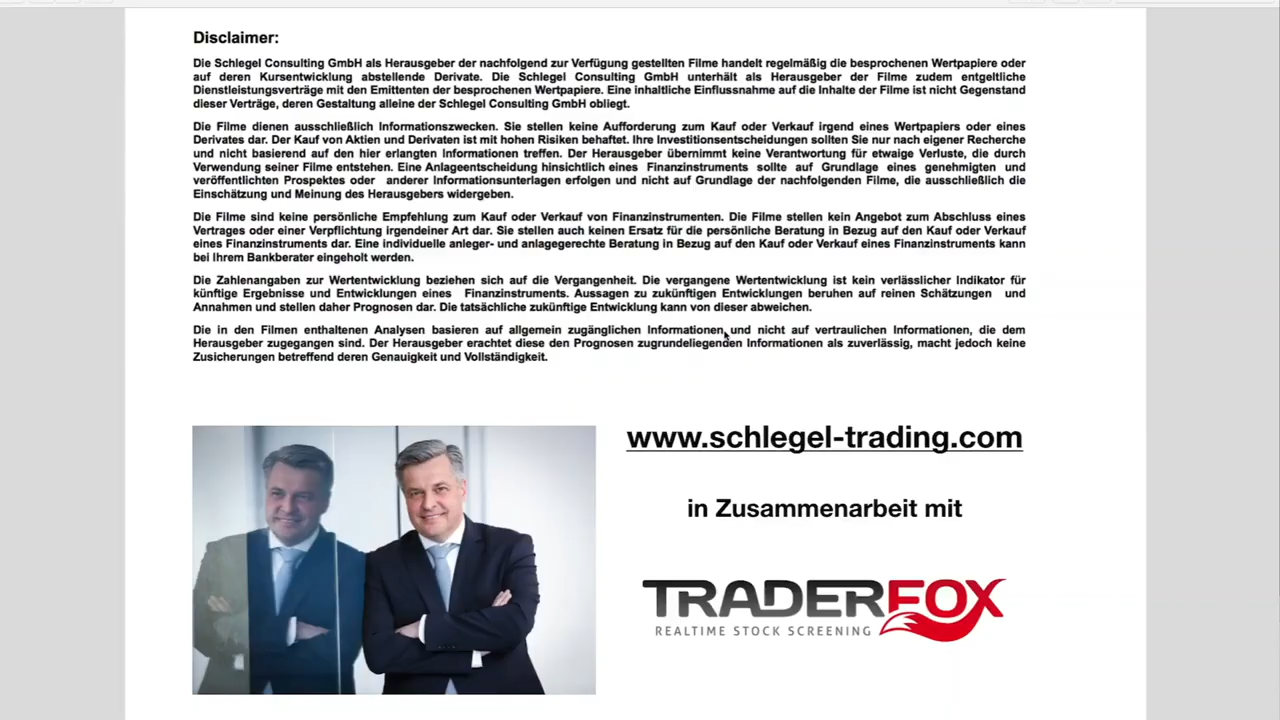 Disclaimer:
Die Schlegel Consulting GmbH als Herausgeber der nachfolgend zur Verfügung gestellten Filme handelt regelmäßig die besprochenen Wertpapiere oder
auf deren Kursentwicklung abstellende Derivate. Die Schlegel Consulting GmbH unterhält als Herausgeber der Filme zudem entgeltliche
Dienstleistungsverträge mit den Emittenten der besprochenen Wertpapiere. Eine inhaltliche Einflussnahme auf die Inhalte der Filme ist nicht Gegenstand
dieser Verträge, deren Gestaltung alleine der Schlegel Consulting GmbH obliegt.
Die Filme dienen ausschließlich Informationszwecken. Sie stellen keine Aufforderung zum Kauf oder Verkauf irgend eines Wertpapiers oder eines
Derivates dar. Der Kauf von Aktien und Derivaten ist mit hohen Risiken behaftet. Ihre Investitionsentscheidungen sollten Sie nur nach eigener Recherche
und nicht basierend auf den hier erlangten Informationen treffen. Der Herausgeber übernimmt keine Verantwortung für etwaige Verluste, die durch
Verwendung seiner Filme entstehen. Eine Anlageentscheidung hinsichtlich eines Finanzinstruments sollte auf Grundlage eines genehmigten und
veröffentlichten Prospektes oder anderer Informationsunterlagen erfolgen und nicht auf Grundlage der nachfolgenden Filme, die ausschließlich die
Einschätzung und Meinung des Herausgebers widergeben.
Die Filme sind keine persönliche Empfehlung zum Kauf oder Verkauf von Finanzinstrumenten. Die Filme stellen kein Angebot zum Abschluss eines
Vertrages oder einer Verpflichtung irgendeiner Art dar. Sie stellen auch keinen Ersatz für die persönliche Beratung in Bezug auf den Kauf oder Verkauf
eines Finanzinstruments dar. Eine individuelle anleger- und anlagegerechte Beratung in Bezug auf den Kauf oder Verkauf eines Finanzinstruments kann
bei Ihrem Bankberater eingeholt werden.
Die Zahlenangaben zur Wertentwicklung beziehen sich auf die Vergangenheit. Die vergangene Wertentwicklung ist kein verlässlicher Indikator für
künftige Ergebnisse und Entwicklungen eines Finanzinstruments. Aussagen zu zukünftigen Entwicklungen beruhen auf reinen Schätzungen und
Annahmen und stellen daher Prognosen dar. Die tatsächliche zukünftige Entwicklung kann von dieser abweichen.
Die in den Filmen enthaltenen Analysen basieren auf allgemein zugänglichen Informationen und nicht auf vertraulichen Informationen, die dem
Herausgeber zugegangen sind. Der Herausgeber erachtet diese den Prognosen zugrundeliegenden Informationen als zuverlässig, macht jedoch keine
Zusicherungen betreffend deren Genauigkeit und Vollständigkeit.
www.schlegel-trading.com
in Zusammenarbeit mit
TRADERFOX
REALTIME STOCK SCREENING